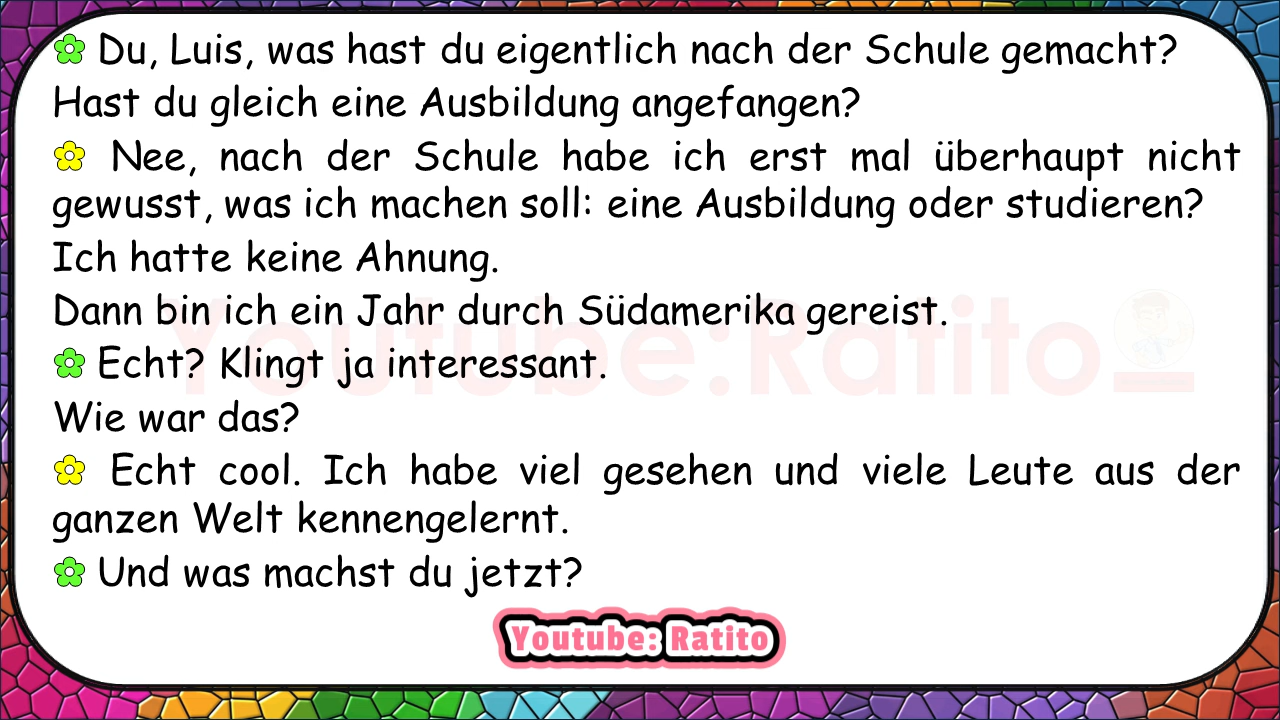 Du, Luis, was hast du eigentlich nach der Schule gemacht?
Hast du gleich eine Ausbildung angefangen?
Nee, nach der Schule habe ich erst mal überhaupt nicht
gewusst, was ich machen soll: eine Ausbildung oder studieren?
Ich hatte keine Ahnung.
Dann bin ich ein Jahr durch Südamerika gereist.
Youtube:Ratito
Echt? Klingt ja interessant.
Wie war das?
Echt cool. Ich habe viel gesehen und viele Leute aus der
ganzen Welt kennengelernt.
Und was machst du jetzt?
Youtube: Ratito